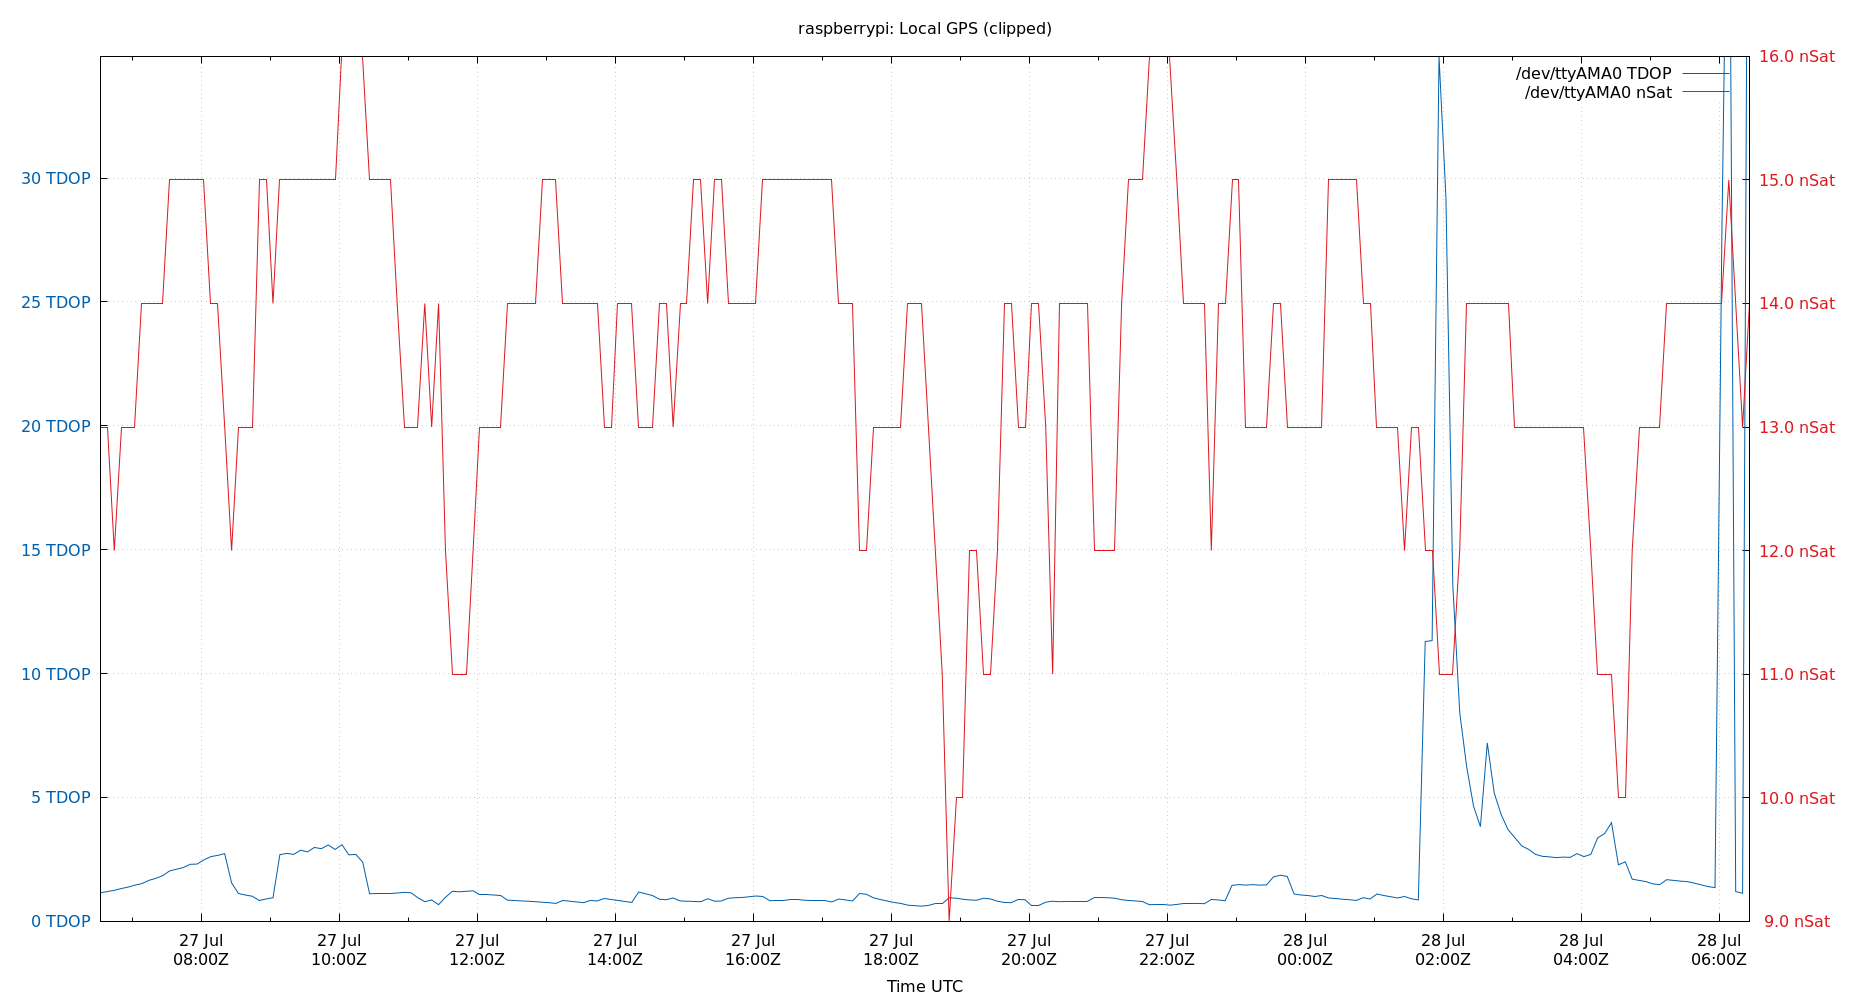 raspberrypi: Local GPS (clipped)
/dev/ttyAMA0 TDOP
/dev/ttyAMA0 nSat
30 TDOP
25 TDOP
20 TDOP
15 TDOP
10 TDOP
5 TDOP
0 TDOP
16.0 nSat
15.0 nSat
14.0 nSat
13.0 nSat
12.0 nSat
11.0 nSat
10.0 nSat
9.0 nSat
27 Jul
08:00Z
27 Jul
10:00Z
27 Jul
12:00Z
27 Jul
14:00Z
27 Jul
16:00Z
27 Jul
18:00Z
27 Jul
20:00Z
27 Jul
22:00Z
28 Jul
00:00Z
28 Jul
02:00Z
28 Jul
04:00Z
28 Jul
06:00Z
Time UTC